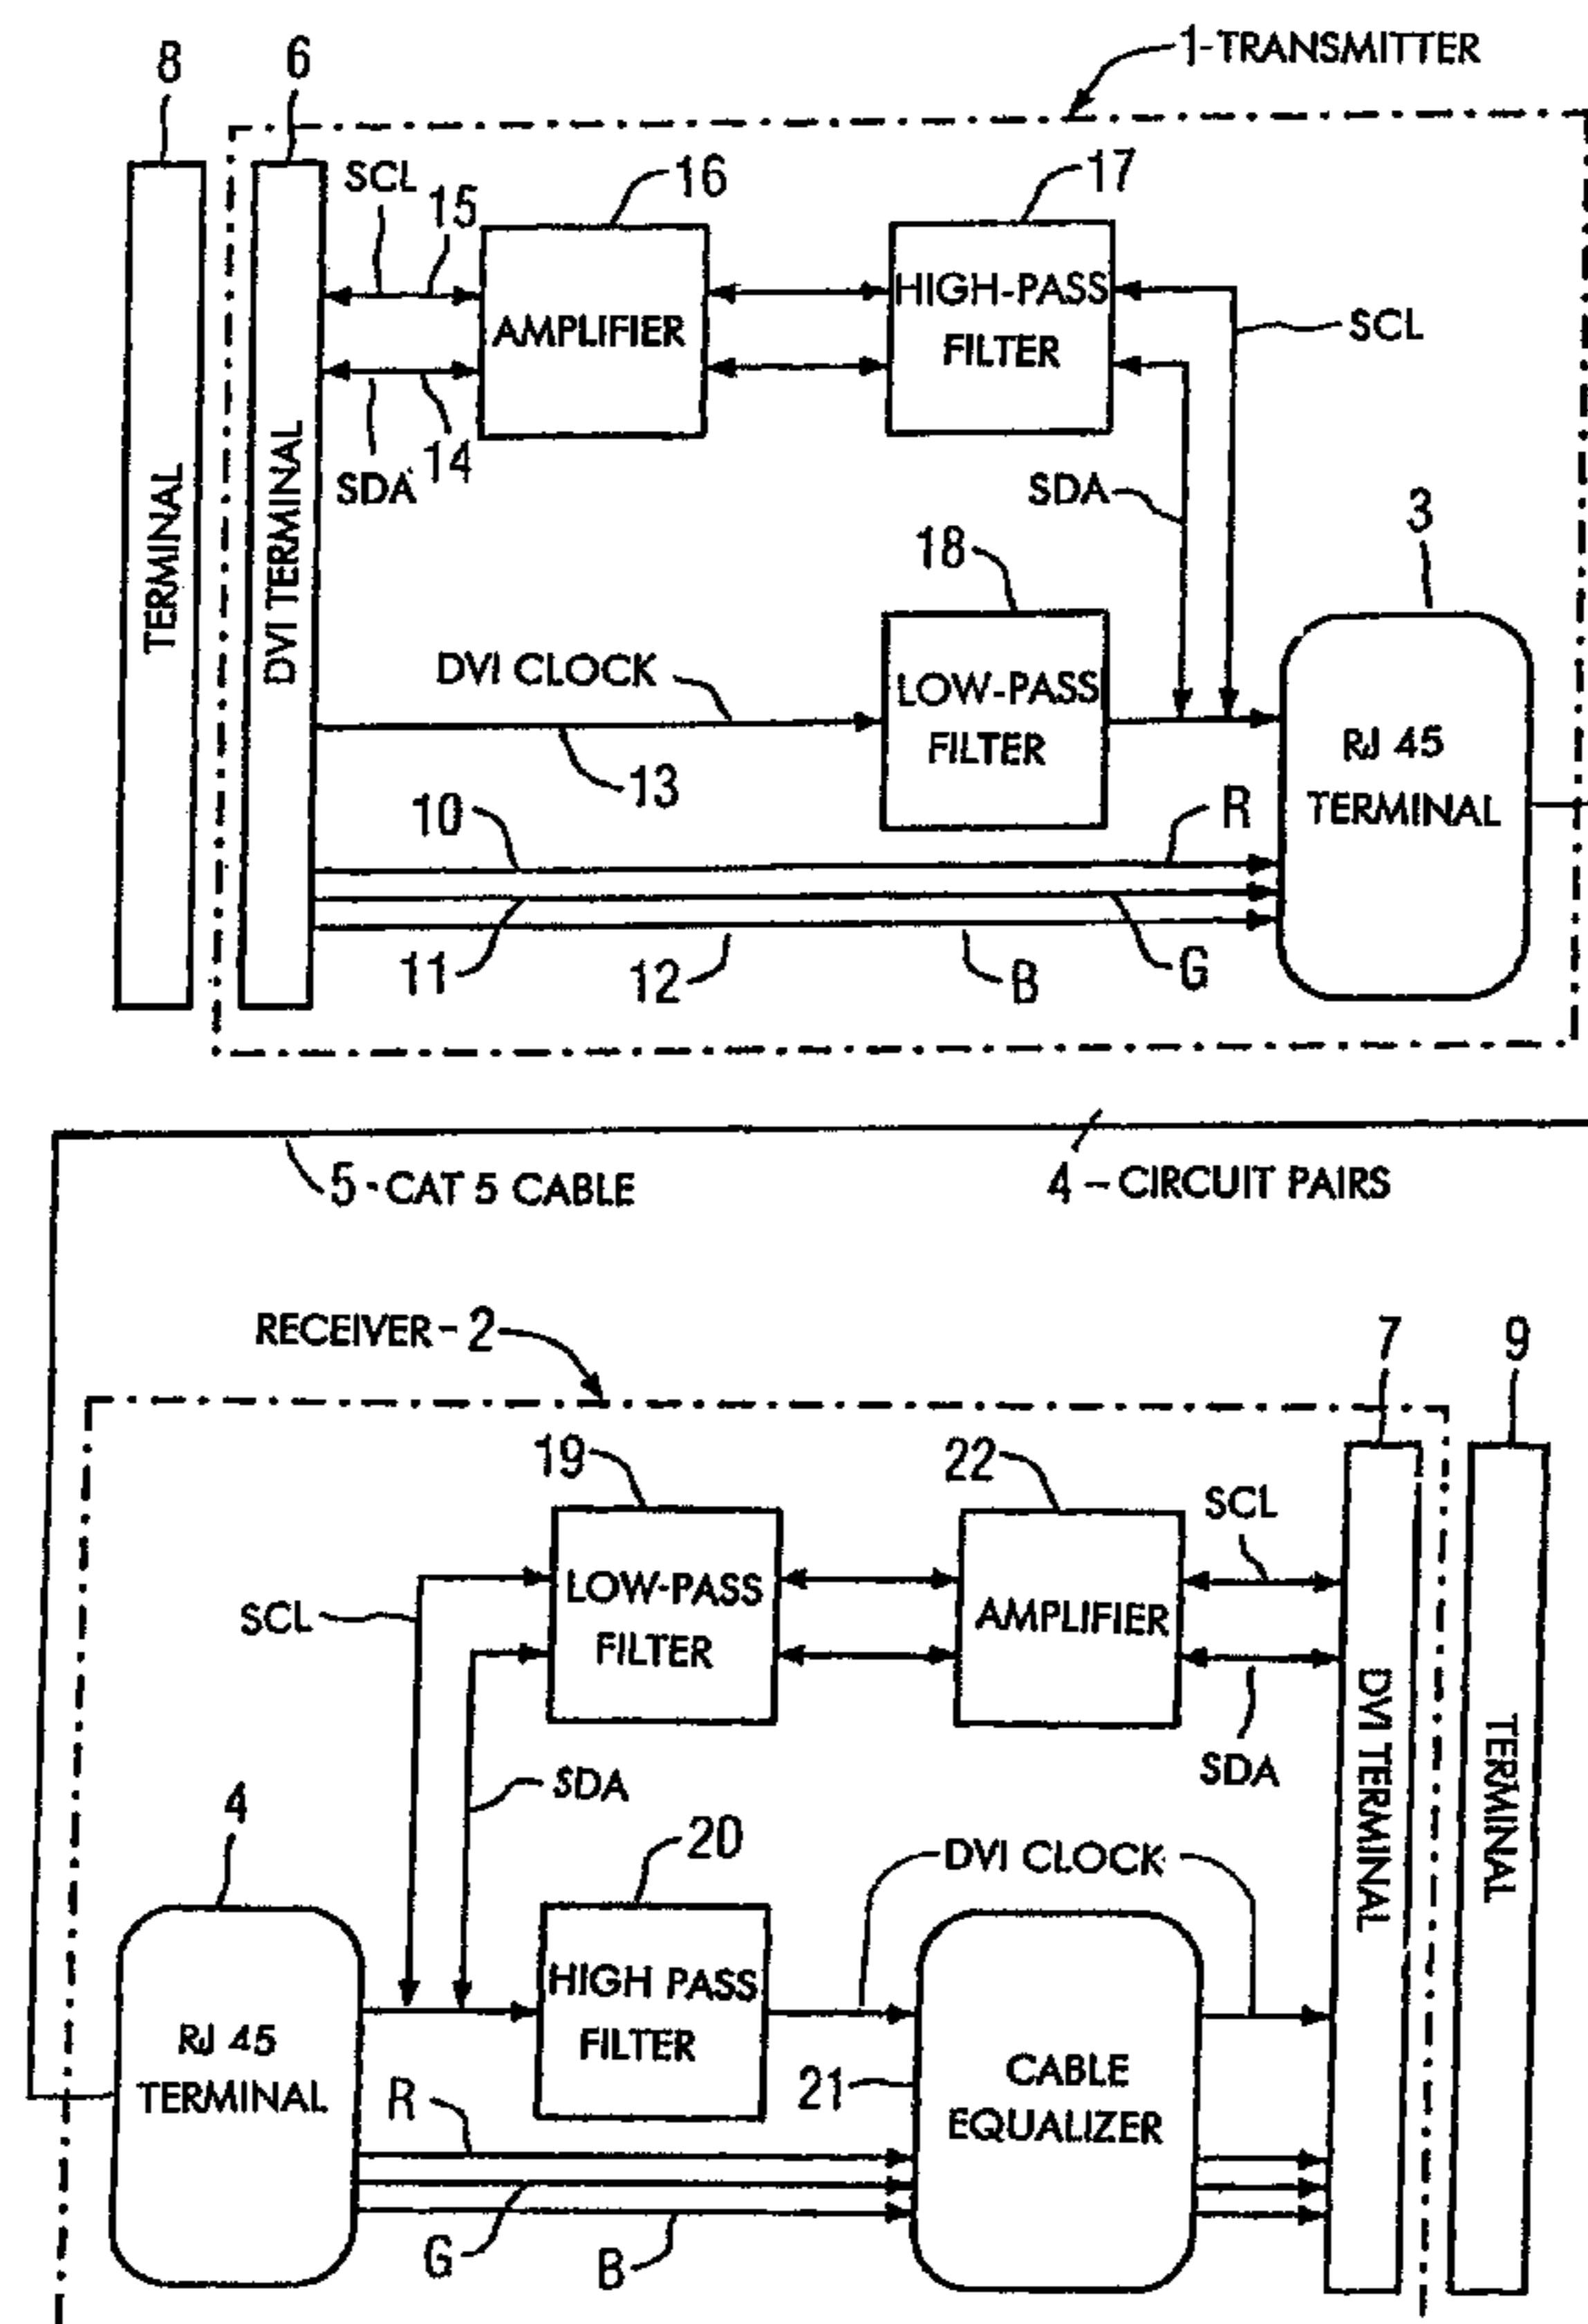 1-TRANSMITTER
8
6
16
17
SCL
15
HIGH-PASS
FILTER
AMPLIFIER
SCL
14
SDA
SDA
TERMINAL
DVI TERMINAL
3
18
DVI CLOCK
LOW-PASS
FILTER
RJ 45
TERMINAL
13
10
R
11
12
B
G
5-CAT 5 CABLE
4-CIRCUIT PAIRS
RECEIVER-2
7
9
19
22
SCL
LOW-PASS
FILTER
AMPLIFIER
SCL
SDA
SDA
DVI TERMINAL
TERMINAL
4
20
DVI CLOCK
HIGH PASS
FILTER
RJ 45
TERMINAL
21
CABLE
EQUALIZER
R
G
B